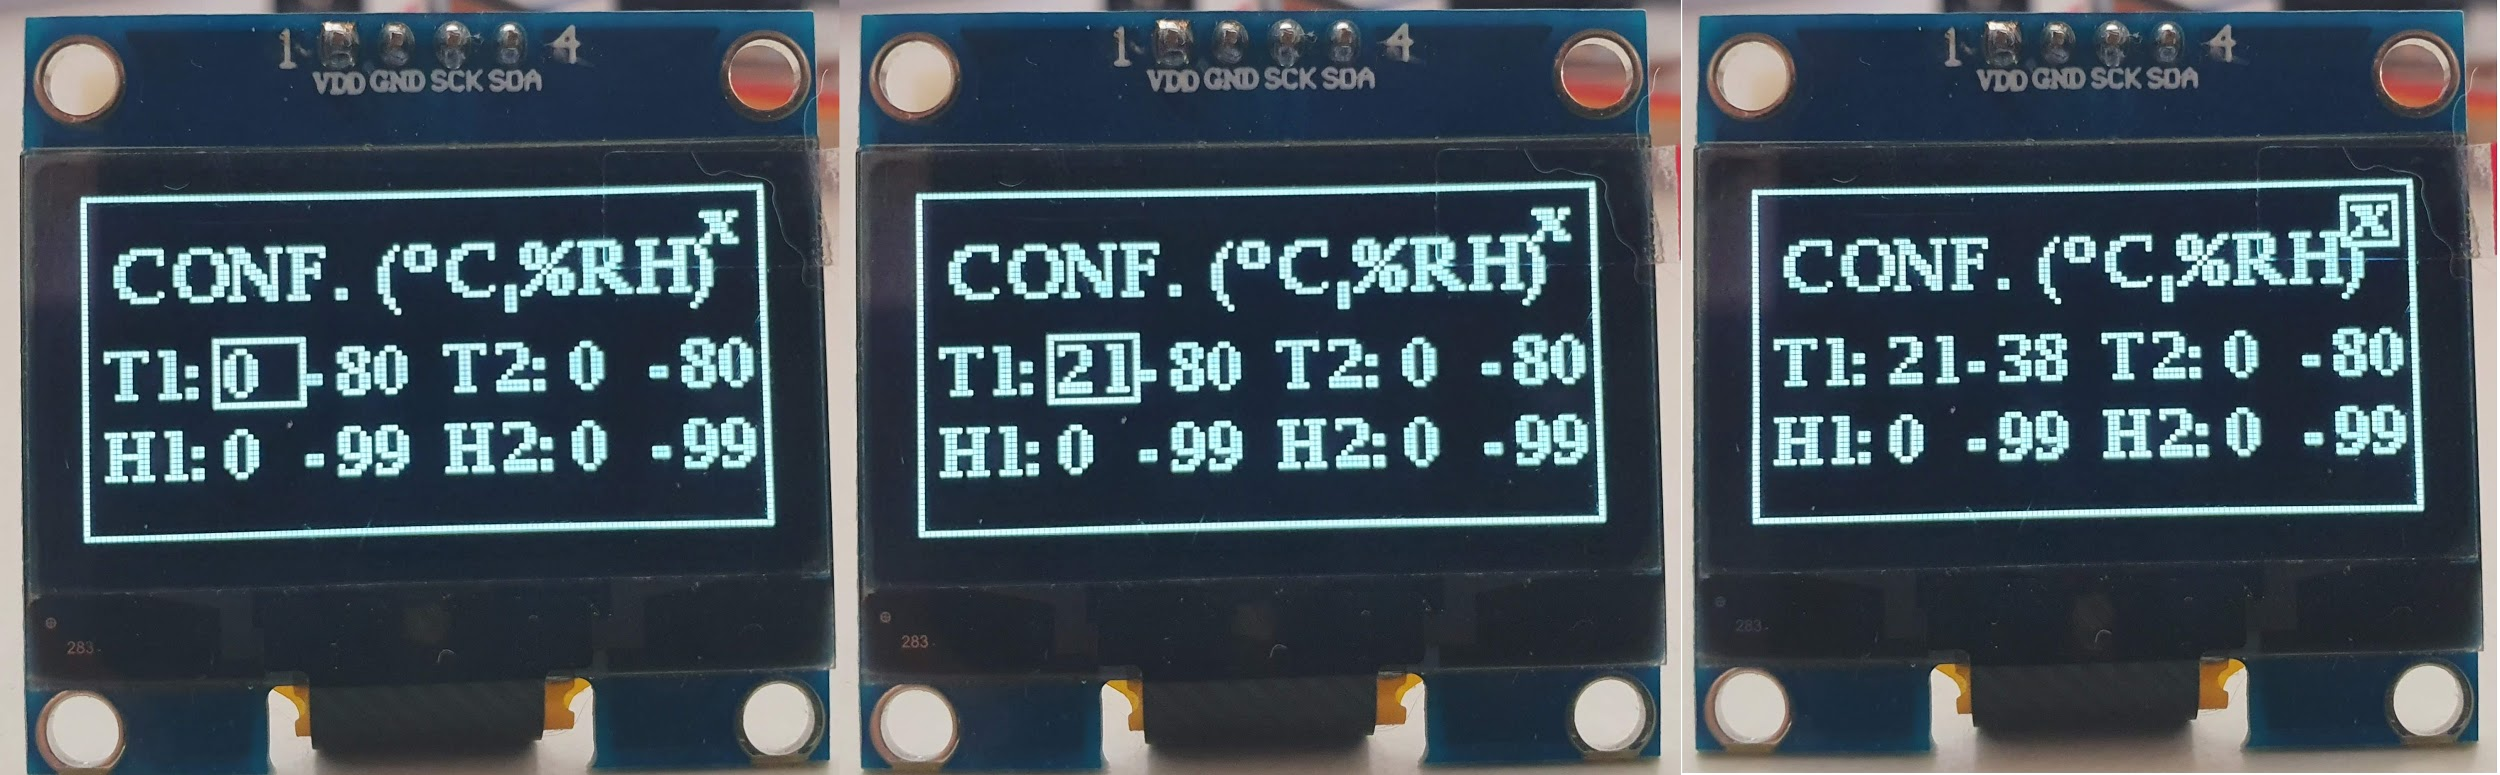 1 4
VDD GND SCK SDA
x
CONF. (ºC,%RH)
T1: 0 -80 T2: 0 -80
H1: 0 -99 H2: 0 -99
283
1 4
VDD GND SCK SDA
x
CONF. (ºC,%RH)
T1: 21-80 T2: 0 -80
H1: 0 -99 H2: 0 -99
283
1 4
VDD GND SCK SDA
x
CONF. (ºC,%RH)
T1: 21-38 T2: 0 -80
H1: 0 -99 H2: 0 -99
283